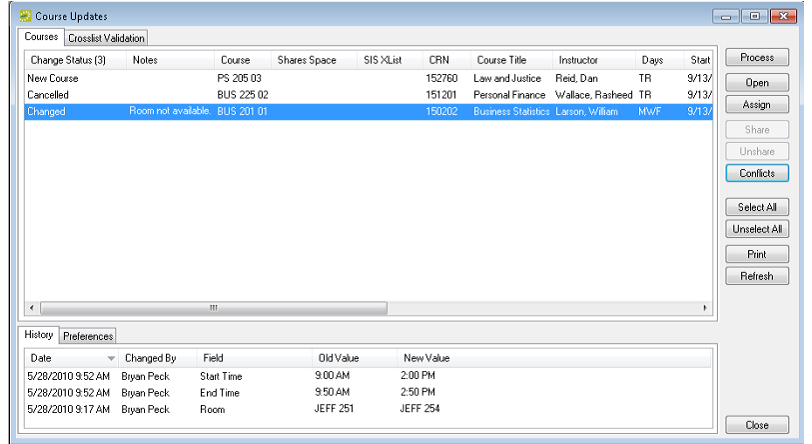 Course Updates
Courses Crosslist Validation
Change Status (3) Notes Course Shares Space SIS XList CRN Course Title Instructor Days Start
New Course PS 205 03 152760 Law and Justice Reid, Dan TR 9/13/
Cancelled BUS 225 02 151201 Personal Finance Wallace, Rasheed TR 9/13/
Changed Room not available. BUS 201 01 150202 Business Statistics Larson, William MWF 9/13/
Process
Open
Assign
Share
Unshare
Conflicts
Select All
Unselect All
Print
Refresh
History Preferences
Date Changed By Field Old Value New Value
5/28/2010 9:52 AM Bryan Peck Start Time 9:00 AM 2:00 PM
5/28/2010 9:52 AM Bryan Peck End Time 9:50 AM 2:50 PM
5/28/2010 9:17 AM Bryan Peck Room JEFF 251 JEFF 254
Close